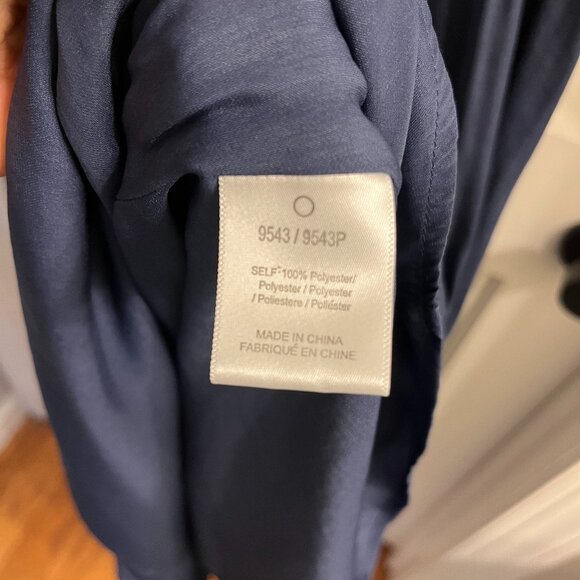 9543 / 9543P
SELF-100% Polyester/
Polyester / Polyester
/ Poliestere / Poliéster
MADE IN CHINA
FABRIQUÉ EN CHINE